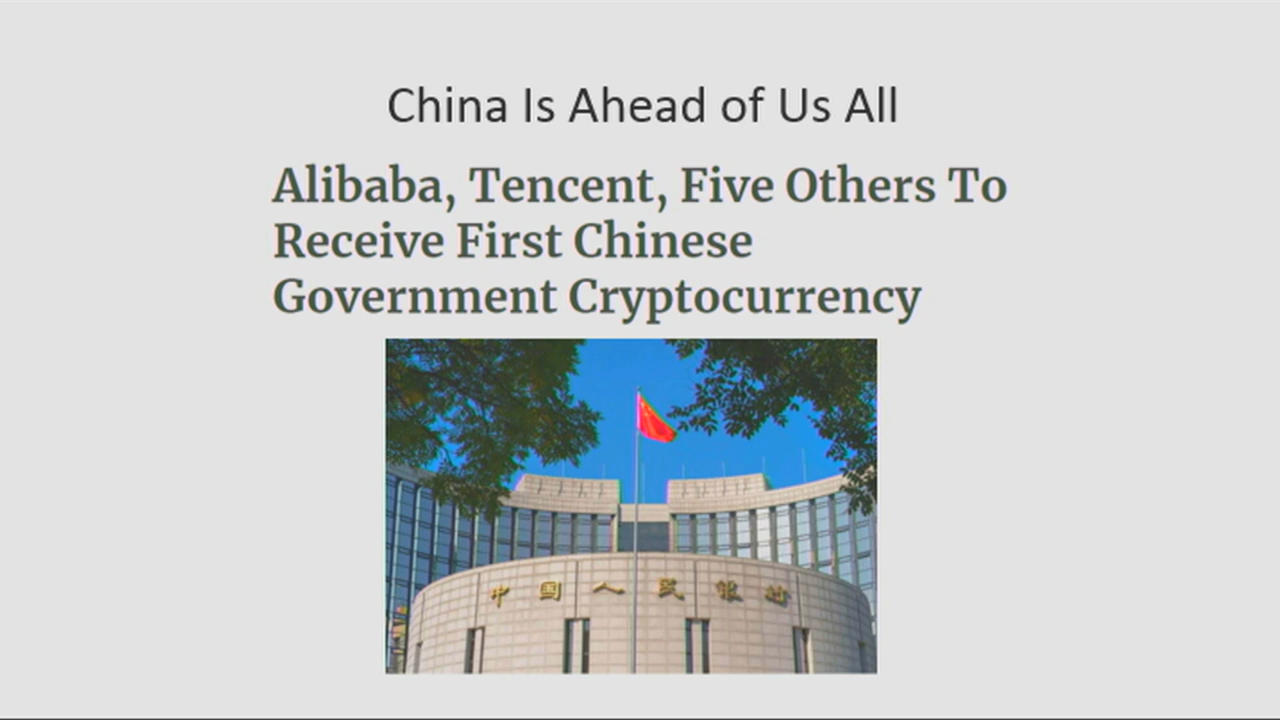 China Is Ahead of Us All
Alibaba, Tencent, Five Others To
Receive First Chinese
Government Cryptocurrency
中国人民银行